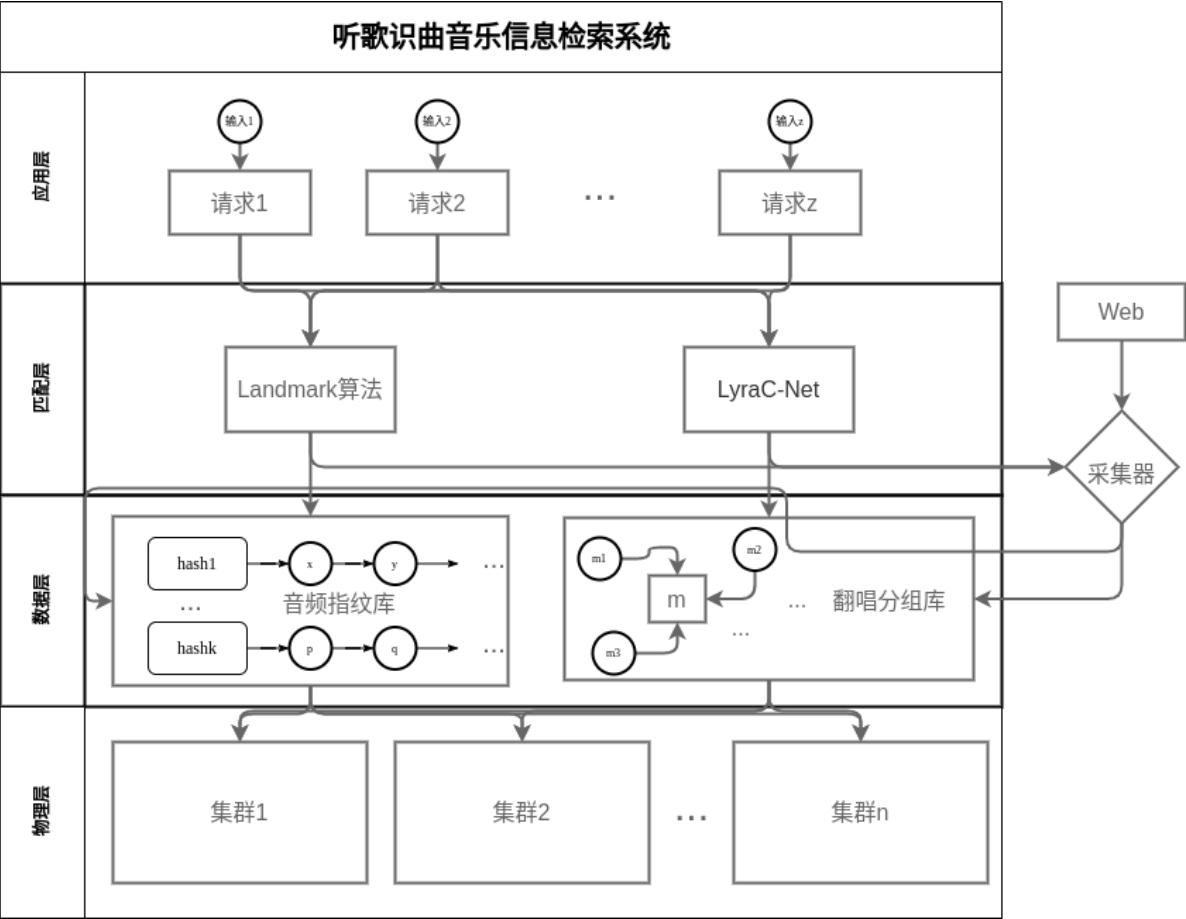 听歌识曲音乐信息检索系统
应用层
输入1
输入2
输入z
请求1
请求2
...
请求z
匹配层
Landmark算法
LyraC-Net
Web
采集器
数据层
hash1
x
y
...
...
音频指纹库
hashk
p
q
...
m1
m2
m
m3
...
...
翻唱分组库
物理层
集群1
集群2
...
集群n